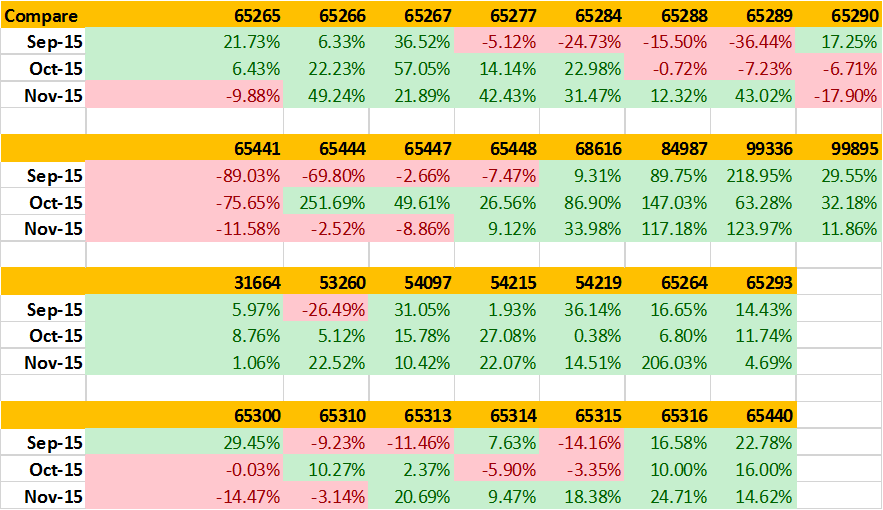 Compare 65265 65266 65267 65277 65284 65288 65289 65290
Sep-15 21.73% 6.33% 36.52% -5.12% -24.73% -15.50% -36.44% 17.25%
Oct-15 6.43% 22.23% 57.05% 14.14% 22.98% -0.72% -7.23% -6.71%
Nov-15 -9.88% 49.24% 21.89% 42.43% 31.47% 12.32% 43.02% -17.90%
65441 65444 65447 65448 68616 84987 99336 99895
Sep-15 -89.03% -69.80% -2.66% -7.47% 9.31% 89.75% 218.95% 29.55%
Oct-15 -75.65% 251.69% 49.61% 26.56% 86.90% 147.03% 63.28% 32.18%
Nov-15 -11.58% -2.52% -8.86% 9.12% 33.98% 117.18% 123.97% 11.86%
31664 53260 54097 54215 54219 65264 65293
Sep-15 5.97% -26.49% 31.05% 1.93% 36.14% 16.65% 14.43%
Oct-15 8.76% 5.12% 15.78% 27.08% 0.38% 6.80% 11.74%
Nov-15 1.06% 22.52% 10.42% 22.07% 14.51% 206.03% 4.69%
65300 65310 65313 65314 65315 65316 65440
Sep-15 29.45% -9.23% -11.46% 7.63% -14.16% 16.58% 22.78%
Oct-15 -0.03% 10.27% 2.37% -5.90% -3.35% 10.00% 16.00%
Nov-15 -14.47% -3.14% 20.69% 9.47% 18.38% 24.71% 14.62%